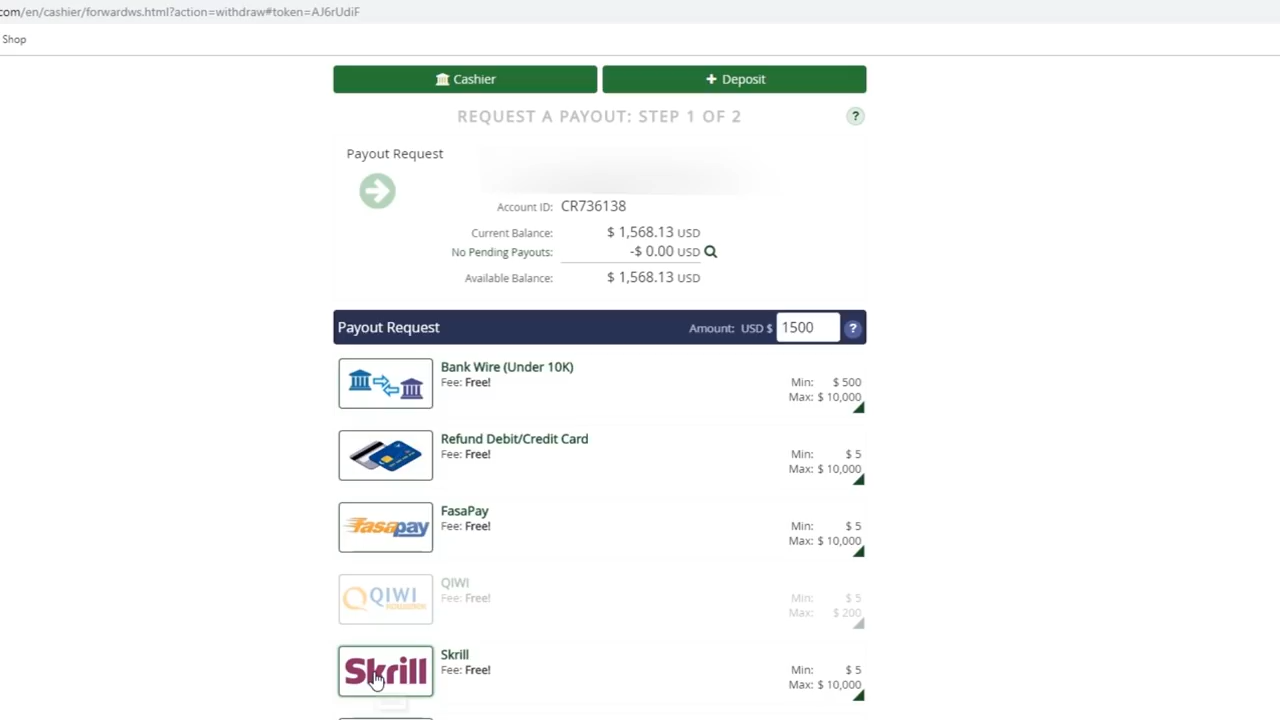 com/en/cashier/forwardws.html?action=withdraw#token=AJ6rUdiF
Shop
Cashier
+ Deposit
REQUEST A PAYOUT: STEP 1 OF 2
?
Payout Request
Account ID: CR736138
Current Balance: $ 1,568.13 USD
No Pending Payouts: -$ 0.00 USD
Available Balance: $ 1,568.13 USD
Payout Request Amount: USD $ 1500 ?
Bank Wire (Under 10K)
Fee: Free! Min: $ 500
Max: $ 10,000
Refund Debit/Credit Card
Fee: Free! Min: $ 5
Max: $ 10,000
fasapay FasaPay
Fee: Free! Min: $ 5
Max: $ 10,000
QIWI
QIWI
Fee: Free! Min: $ 5
Max: $ 200
Skrill
Skrill
Fee: Free! Min: $ 5
Max: $ 10,000